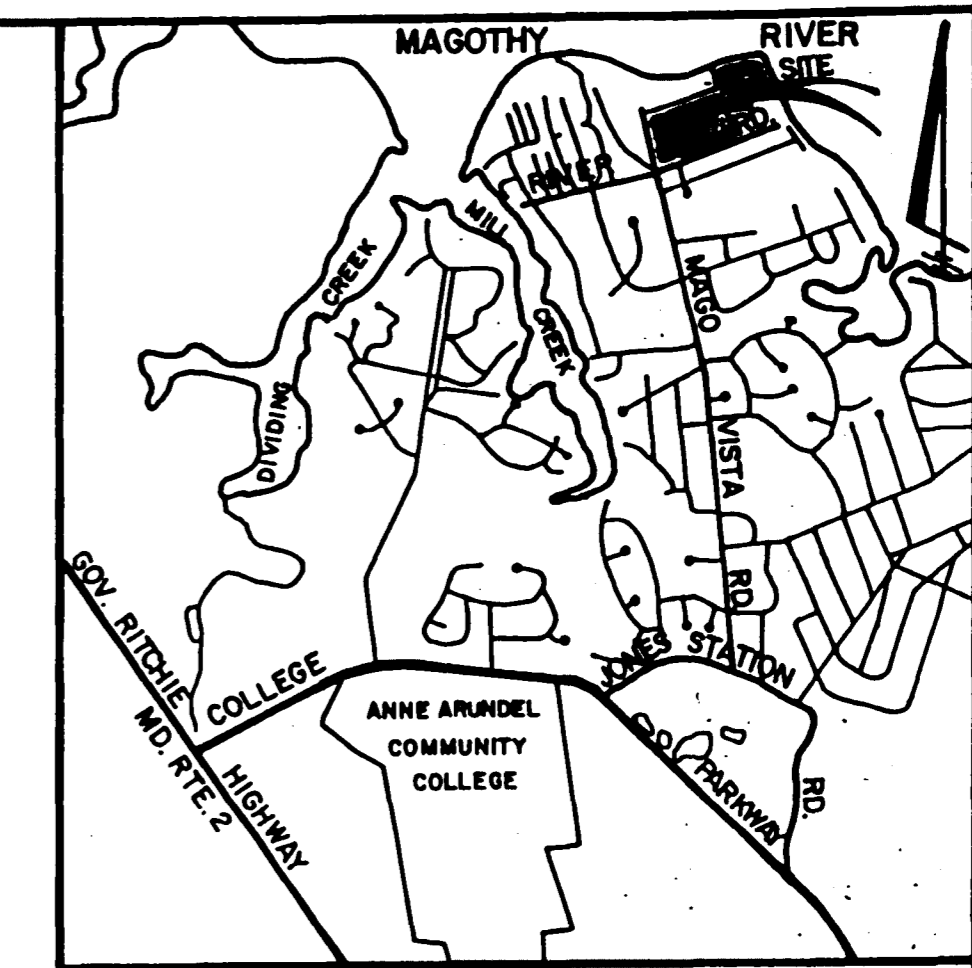 MAGOTHY
RIVER
SITE
RD.
RIVER
MILL
CREEK
CREEK
DIVIDING
MAGO
VISTA
RD.
GOV. RITCHIE
HIGHWAY
MD. RTE. 2
COLLEGE
PARKWAY
JONES STATION
RD.
ANNE ARUNDEL
COMMUNITY
COLLEGE